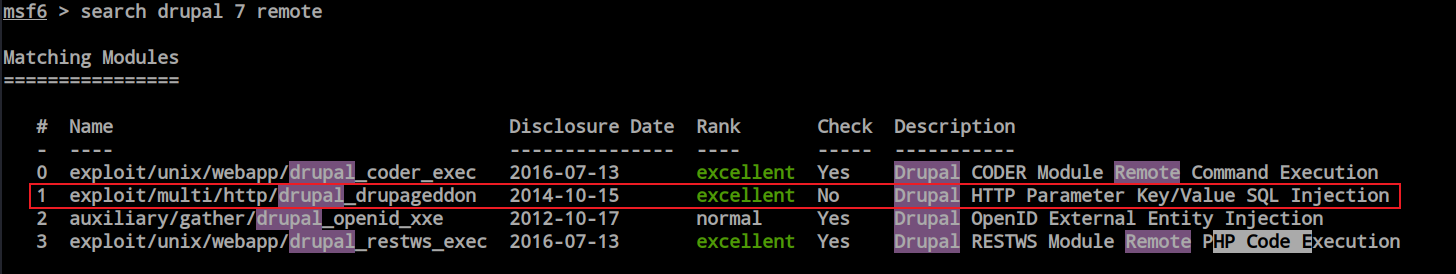 msf6 > search drupal 7 remote
Matching Modules
================
#  Name                                      Disclosure Date  Rank       Check  Description
-  ----                                      ---------------  ----       -----  -----------
0  exploit/unix/webapp/drupal_coder_exec     2016-07-13       excellent  Yes    Drupal CODER Module Remote Command Execution
1  exploit/multi/http/drupal_drupageddon     2014-10-15       excellent  No     Drupal HTTP Parameter Key/Value SQL Injection
2  auxiliary/gather/drupal_openid_xxe        2012-10-17       normal     Yes    Drupal OpenID External Entity Injection
3  exploit/unix/webapp/drupal_restws_exec    2016-07-13       excellent  Yes    Drupal RESTWS Module Remote PHP Code Execution